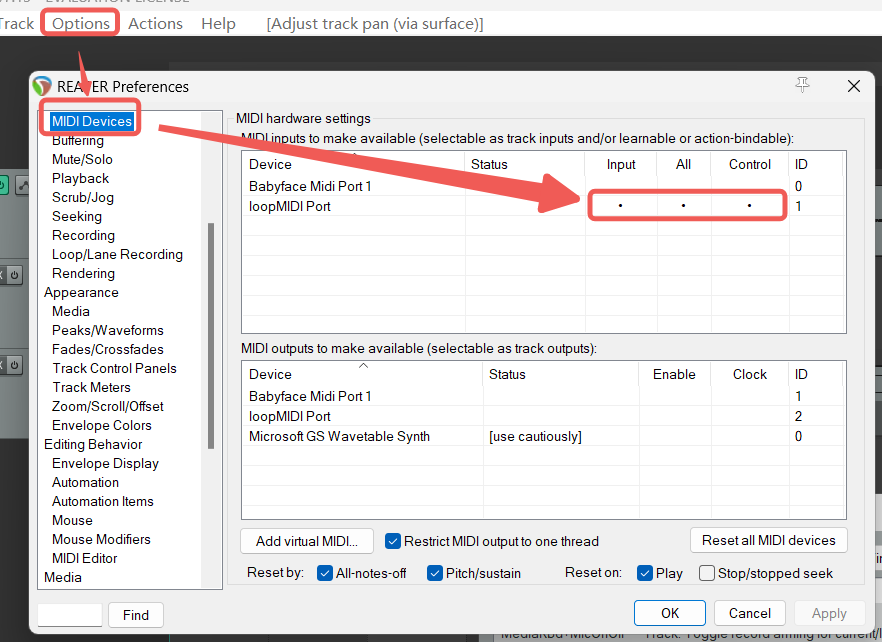 Track Options Actions Help [Adjust track pan (via surface)]
REAPER Preferences
MIDI Devices
Buffering
Mute/Solo
Playback
Scrub/Jog
Seeking
Recording
Loop/Lane Recording
Rendering
Appearance
Media
Peaks/Waveforms
Fades/Crossfades
Track Control Panels
Track Meters
Zoom/Scroll/Offset
Envelope Colors
Editing Behavior
Envelope Display
Automation
Automation Items
Mouse
Mouse Modifiers
MIDI Editor
Media
Find
MIDI hardware settings
MIDI inputs to make available (selectable as track inputs and/or learnable or action-bindable):
Device Status Input All Control ID
Babyface Midi Port 1 0
loopMIDI Port • • • 1
MIDI outputs to make available (selectable as track outputs):
Device Status Enable Clock ID
Babyface Midi Port 1 1
loopMIDI Port 2
Microsoft GS Wavetable Synth [use cautiously] 0
Add virtual MIDI... Restrict MIDI output to one thread Reset all MIDI devices
Reset by: All-notes-off Pitch/sustain Reset on: Play Stop/stopped seek
OK Cancel Apply